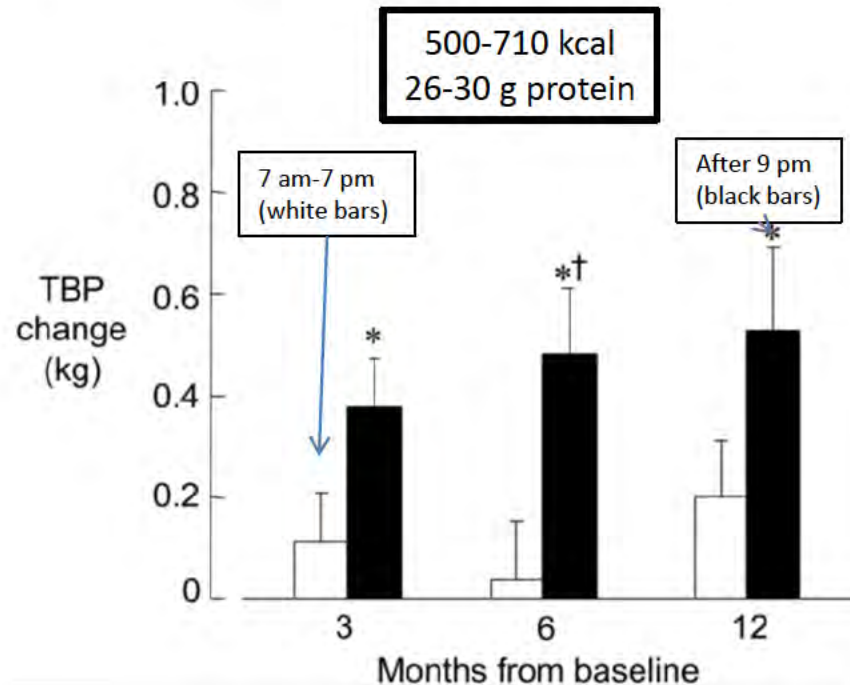 500-710 kcal
26-30 g protein
1.0
7 am-7 pm
(white bars)
After 9 pm
(black bars)
0.8
*
*†
TBP
change
(kg)
0.6
*
0.4
0.2
0
3
6
12
Months from baseline